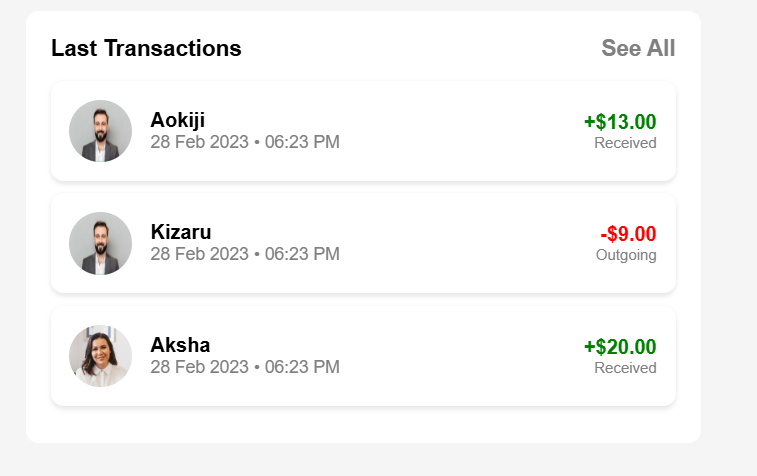 Last Transactions See All
Aokiji
+$13.00
28 Feb 2023 • 06:23 PM
Received
Kizaru
-$9.00
28 Feb 2023 • 06:23 PM
Outgoing
Aksha
+$20.00
28 Feb 2023 • 06:23 PM
Received